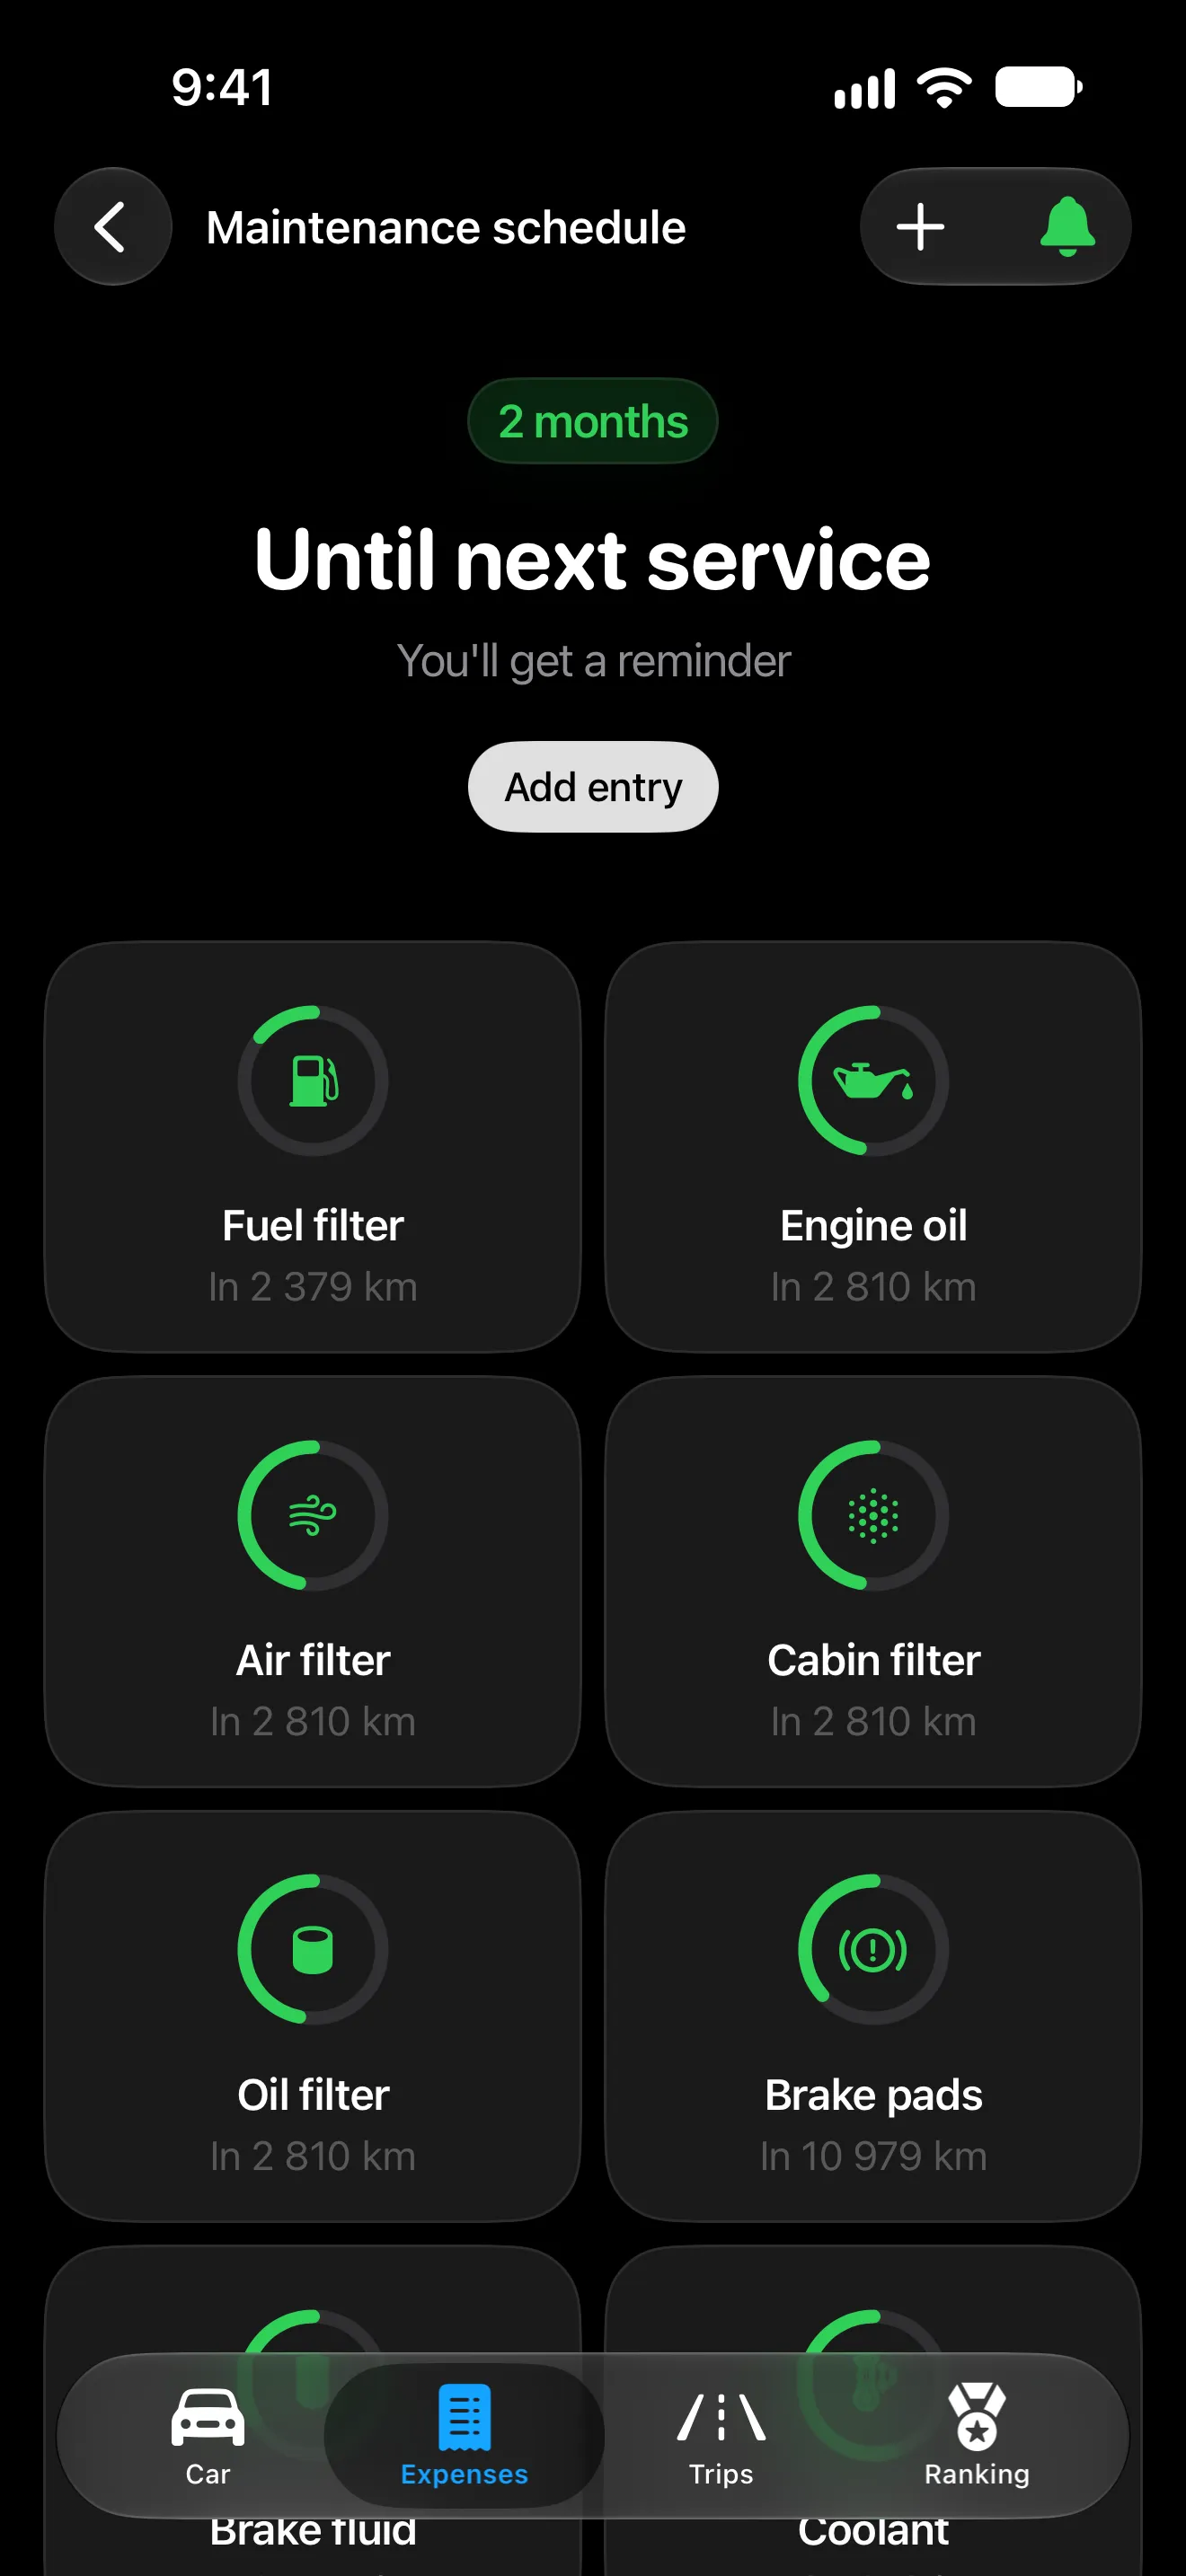 9:41
Maintenance schedule
2 months
Until next service
You'll get a reminder
Add entry
Fuel filter
In 2 379 km
Engine oil
In 2 810 km
Air filter
In 2 810 km
Cabin filter
In 2 810 km
Oil filter
In 2 810 km
Brake pads
In 10 979 km
Car
Expenses
Trips
Ranking
Brake fluid
Coolant